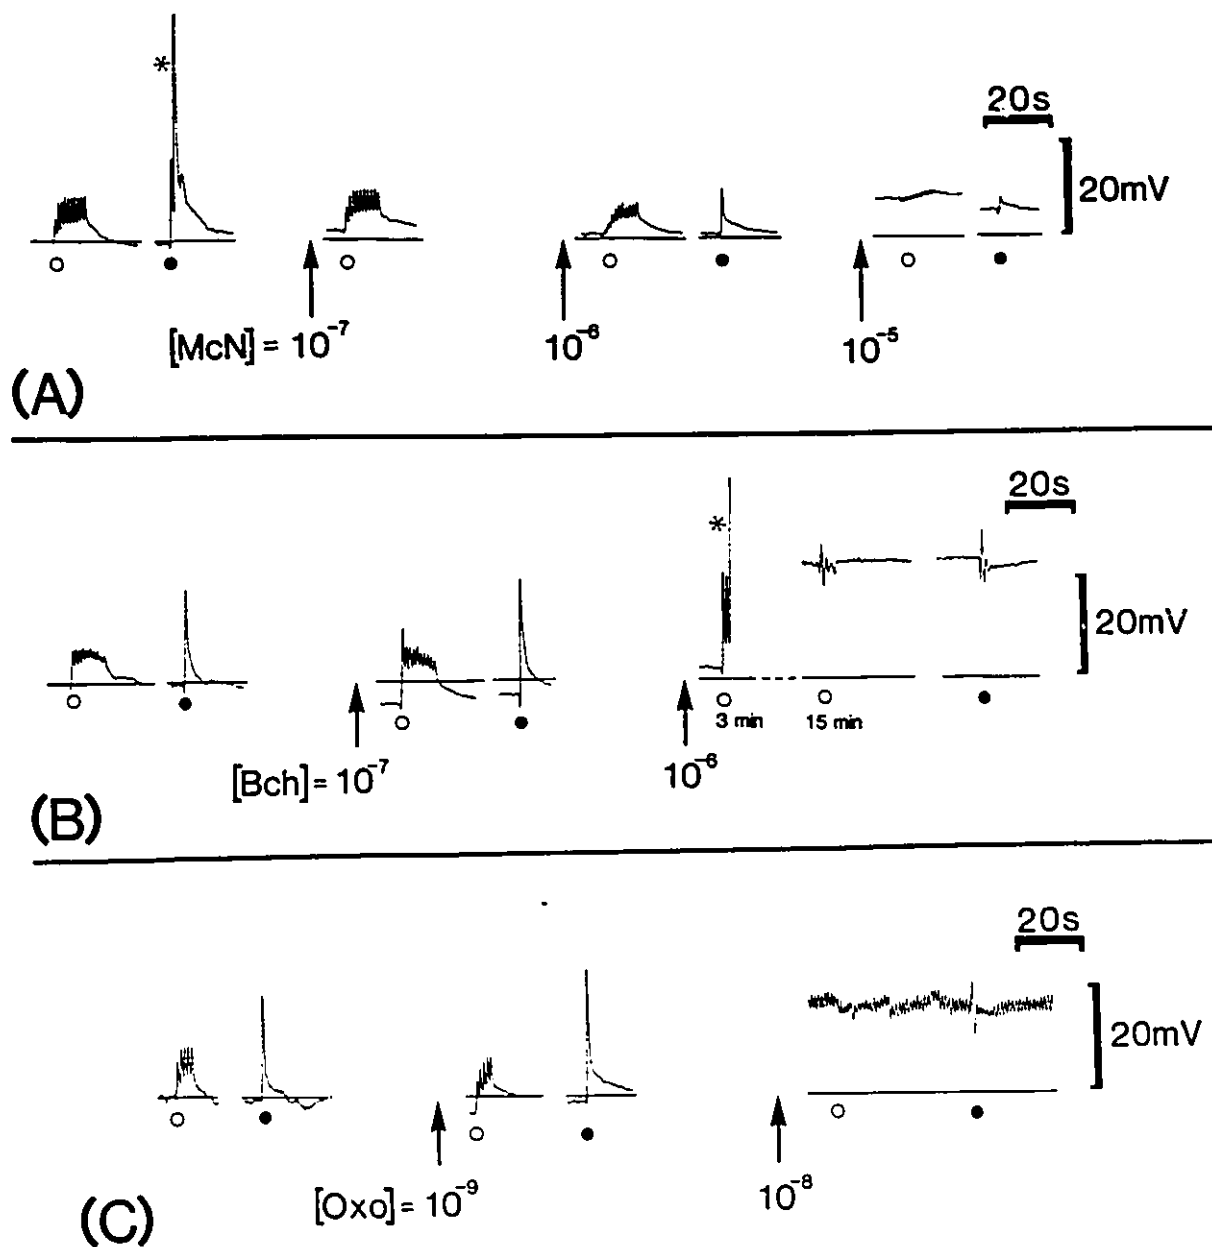 *
20s
20mV
[McN] = 10⁻⁷
10⁻⁶
10⁻⁵
(A)
20s
*
20mV
3 min
15 min
[Bch] = 10⁻⁷
10⁻⁶
(B)
20s
20mV
[Oxo] = 10⁻⁹
10⁻⁸
(C)